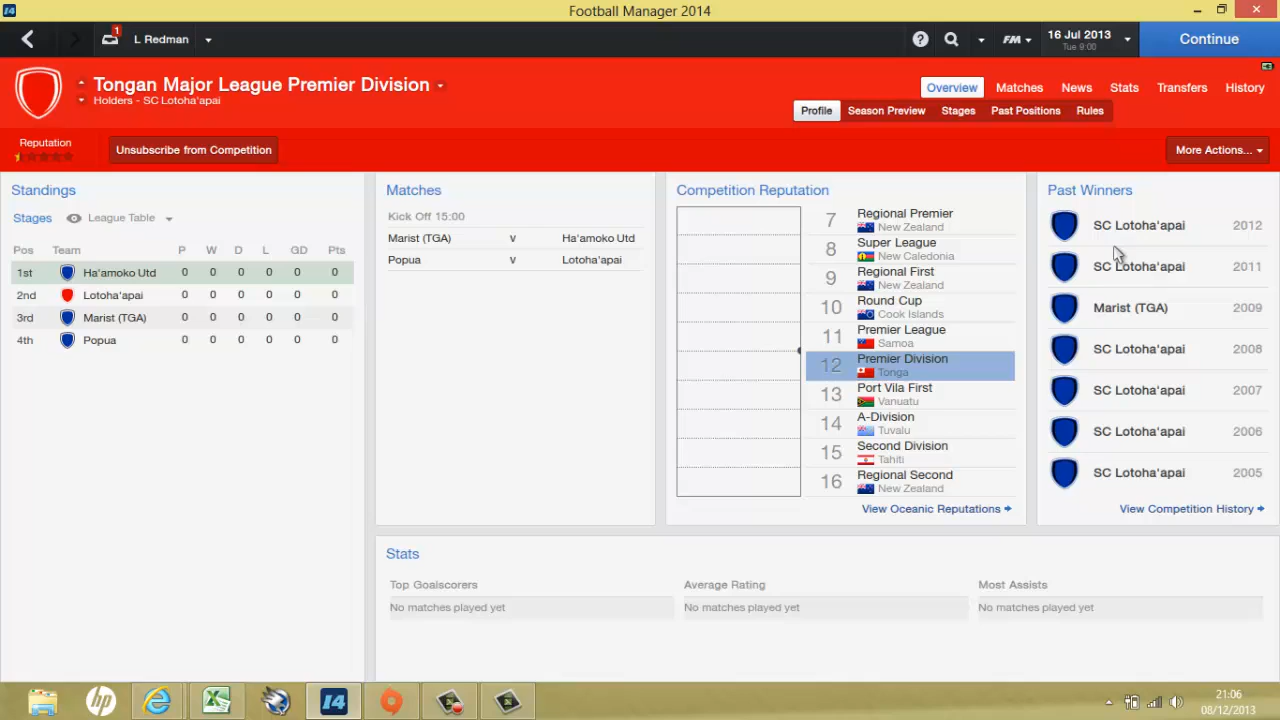 Football Manager 2014
1
L Redman
FM
16 Jul 2013
Tue 9:00
Continue
Tongan Major League Premier Division
Holders - SC Lotoha'apai
Overview Matches News Stats Transfers History
Profile Season Preview Stages Past Positions Rules
Reputation
Unsubscribe from Competition
More Actions...
Standings
Stages League Table
Pos Team P W D L GD Pts
1st Ha'amoko Utd 0 0 0 0 0 0
2nd Lotoha'apai 0 0 0 0 0 0
3rd Marist (TGA) 0 0 0 0 0 0
4th Popua 0 0 0 0 0 0
Matches
Kick Off 15:00
Marist (TGA) v Ha'amoko Utd
Popua v Lotoha'apai
Competition Reputation
7 Regional Premier
New Zealand
8 Super League
New Caledonia
9 Regional First
New Zealand
10 Round Cup
Cook Islands
11 Premier League
Samoa
12 Premier Division
Tonga
13 Port Vila First
Vanuatu
14 A-Division
Tuvalu
15 Second Division
Tahiti
16 Regional Second
New Zealand
View Oceanic Reputations
Past Winners
SC Lotoha'apai 2012
SC Lotoha'apai 2011
Marist (TGA) 2009
SC Lotoha'apai 2008
SC Lotoha'apai 2007
SC Lotoha'apai 2006
SC Lotoha'apai 2005
View Competition History
Stats
Top Goalscorers
No matches played yet
Average Rating
No matches played yet
Most Assists
No matches played yet
hp
14
21:06
08/12/2013